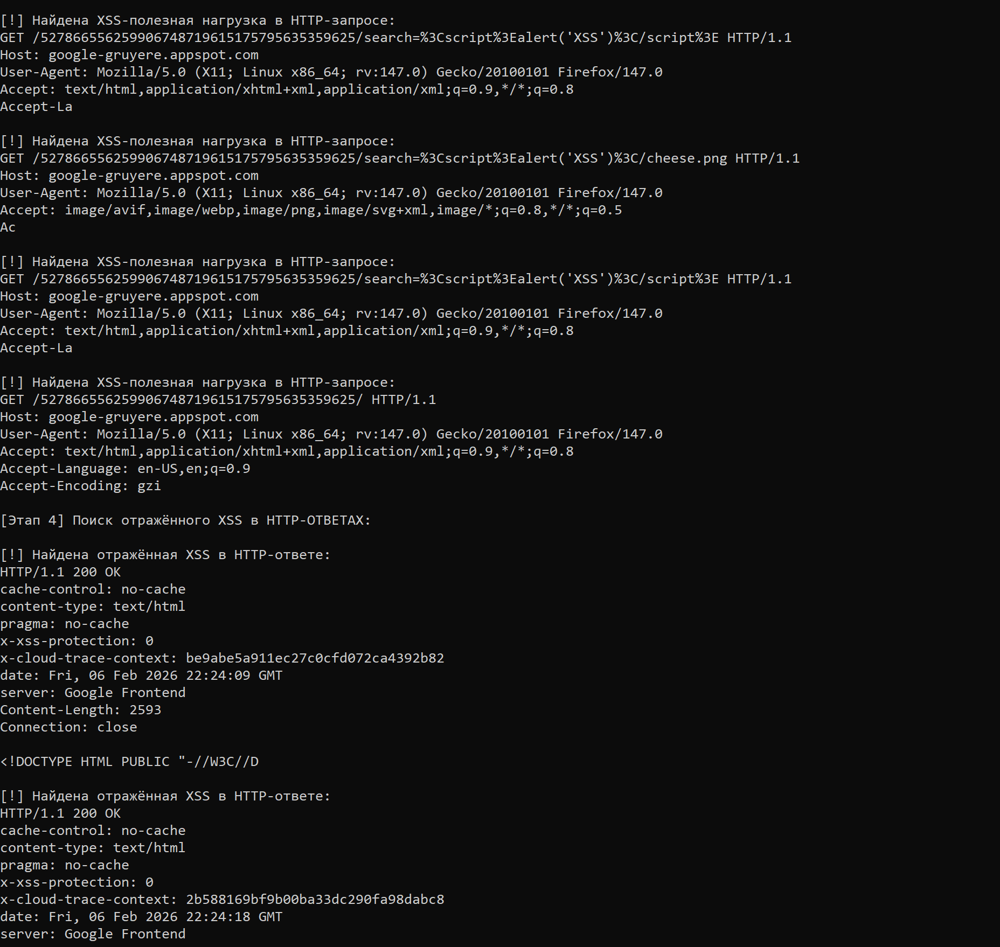 [!] Найдена XSS-полезная нагрузка в HTTP-запросе:
GET /527866556259906748719615175795635359625/search=%3Cscript%3Ealert('XSS')%3C/script%3E HTTP/1.1
Host: google-gruyere.appspot.com
User-Agent: Mozilla/5.0 (X11; Linux x86_64; rv:147.0) Gecko/20100101 Firefox/147.0
Accept: text/html,application/xhtml+xml,application/xml;q=0.9,*/*;q=0.8
Accept-La
[!] Найдена XSS-полезная нагрузка в HTTP-запросе:
GET /527866556259906748719615175795635359625/search=%3Cscript%3Ealert('XSS')%3C/cheese.png HTTP/1.1
Host: google-gruyere.appspot.com
User-Agent: Mozilla/5.0 (X11; Linux x86_64; rv:147.0) Gecko/20100101 Firefox/147.0
Accept: image/avif,image/webp,image/png,image/svg+xml,image/*;q=0.8,*/*;q=0.5
Ac
[!] Найдена XSS-полезная нагрузка в HTTP-запросе:
GET /527866556259906748719615175795635359625/search=%3Cscript%3Ealert('XSS')%3C/script%3E HTTP/1.1
Host: google-gruyere.appspot.com
User-Agent: Mozilla/5.0 (X11; Linux x86_64; rv:147.0) Gecko/20100101 Firefox/147.0
Accept: text/html,application/xhtml+xml,application/xml;q=0.9,*/*;q=0.8
Accept-La
[!] Найдена XSS-полезная нагрузка в HTTP-запросе:
GET /527866556259906748719615175795635359625/ HTTP/1.1
Host: google-gruyere.appspot.com
User-Agent: Mozilla/5.0 (X11; Linux x86_64; rv:147.0) Gecko/20100101 Firefox/147.0
Accept: text/html,application/xhtml+xml,application/xml;q=0.9,*/*;q=0.8
Accept-Language: en-US,en;q=0.9
Accept-Encoding: gzi
[Этап 4] Поиск отражённого XSS в HTTP-ОТВЕТАХ:
[!] Найдена отражённая XSS в HTTP-ответе:
HTTP/1.1 200 OK
cache-control: no-cache
content-type: text/html
pragma: no-cache
x-xss-protection: 0
x-cloud-trace-context: be9abe5a911ec27c0cfd072ca4392b82
date: Fri, 06 Feb 2026 22:24:09 GMT
server: Google Frontend
Content-Length: 2593
Connection: close
<!DOCTYPE HTML PUBLIC "-//W3C//D
[!] Найдена отражённая XSS в HTTP-ответе:
HTTP/1.1 200 OK
cache-control: no-cache
content-type: text/html
pragma: no-cache
x-xss-protection: 0
x-cloud-trace-context: 2b588169bf9b00ba33dc290fa98dabc8
date: Fri, 06 Feb 2026 22:24:18 GMT
server: Google Frontend